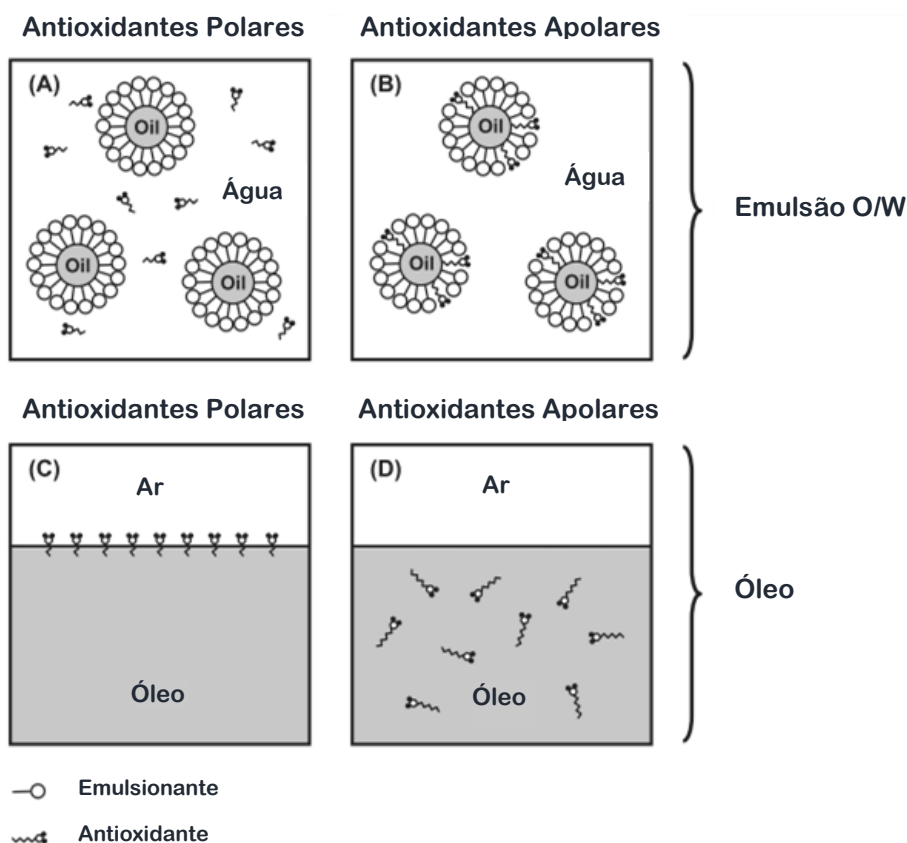 Antioxidantes Polares
Antioxidantes Apolares
(A)
Oil
Água
Oil
Oil
(B)
Oil
Água
Oil
Oil
Emulsão O/W
Antioxidantes Polares
Antioxidantes Apolares
(C)
Ar
Óleo
(D)
Ar
Óleo
Óleo
Emulsionante
Antioxidante